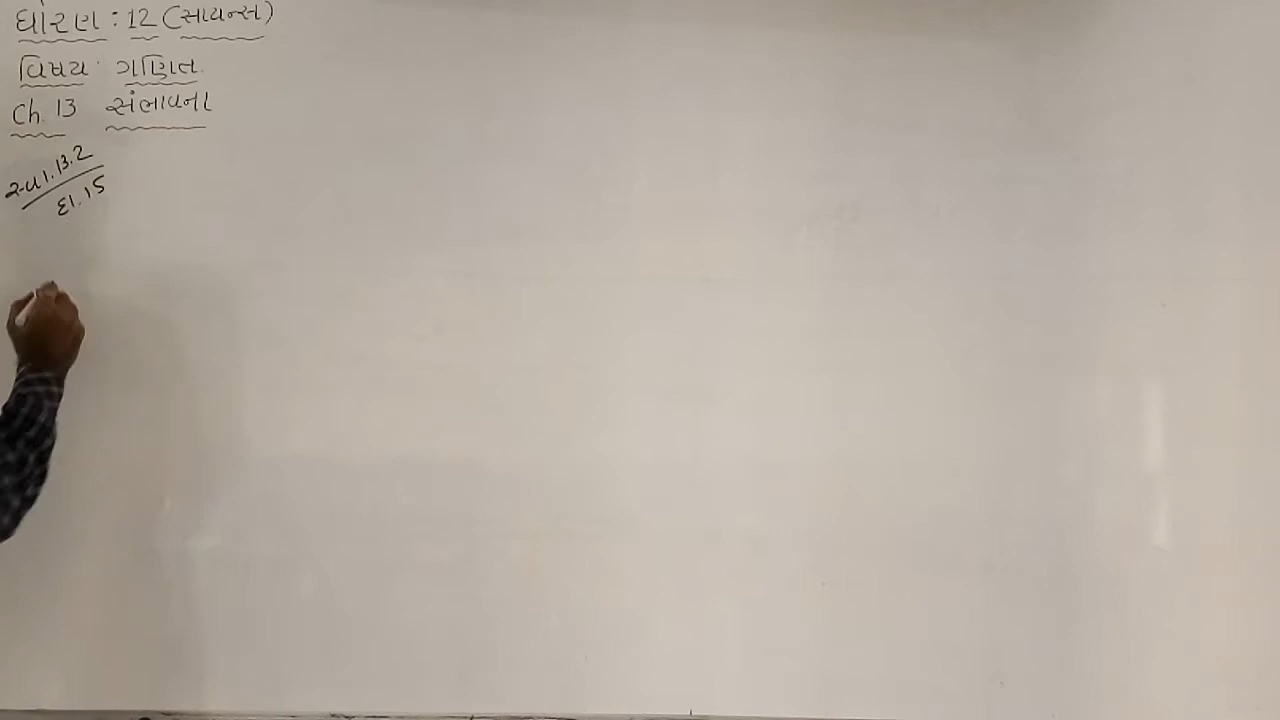 ધોરણ : 12 (સાયન્સ)
વિષય : ગણિત.
Ch. 13 સંભાવના
સ્વા. 13.2
દા. 15